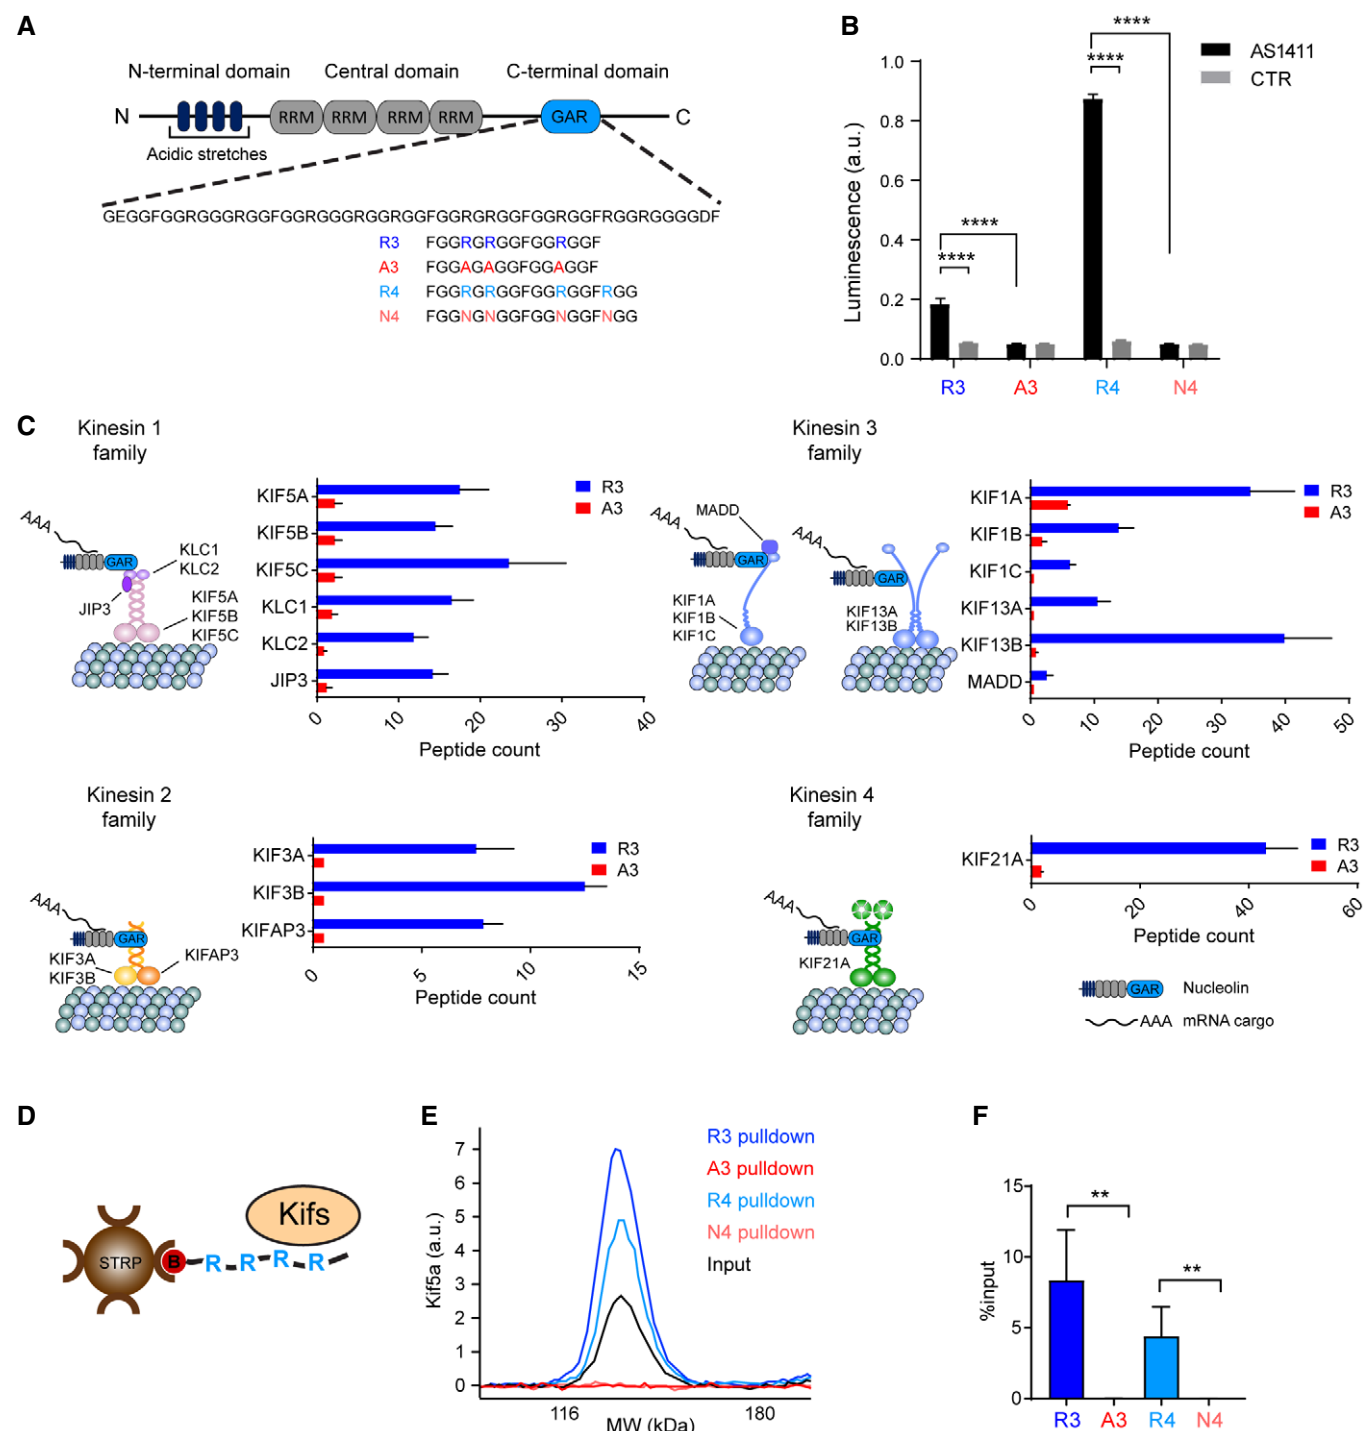 A
N-terminal domain Central domain C-terminal domain
N RRM RRM RRM RRM GAR C
Acidic stretches
GEGGFGGRGGGRGGFGGRGGGRGGRGGFGGRGRGGFGGRGGFRGGRGGGGDF
R3 FGGRGRGGFGGRGGF
A3 FGGAGAGGFGGAGGF
R4 FGGRGRGGFGGRGGFRGG
N4 FGGNGNGGFGGNGGFNGG
B
****
****
****
****
AS1411
CTR
Luminescence (a.u.)
1.0
0.8
0.6
0.4
0.2
0.0
R3 A3 R4 N4
C
Kinesin 1
family
AAA
GAR
KLC1
KLC2
JIP3
KIF5A
KIF5B
KIF5C
KIF5A
KIF5B
KIF5C
KLC1
KLC2
JIP3
R3
A3
0 10 20 30 40
Peptide count
Kinesin 3
family
MADD
AAA
GAR
KIF1A
KIF1B
KIF1C
AAA
GAR
KIF13A
KIF13B
KIF1A
KIF1B
KIF1C
KIF13A
KIF13B
MADD
R3
A3
0 10 20 30 40 50
Peptide count
Kinesin 2
family
AAA
GAR
KIF3A
KIF3B
KIFAP3
KIF3A
KIF3B
KIFAP3
R3
A3
0 5 10 15
Peptide count
Kinesin 4
family
AAA
GAR
KIF21A
KIF21A
R3
A3
0 20 40 60
Peptide count
GAR Nucleolin
AAA mRNA cargo
D
STRP
B
R R R R
Kifs
E
Kif5a (a.u.)
7
6
5
4
3
2
1
0
116 180
MW (kDa)
R3 pulldown
A3 pulldown
R4 pulldown
N4 pulldown
Input
F
%input
15
10
5
0
**
**
R3 A3 R4 N4